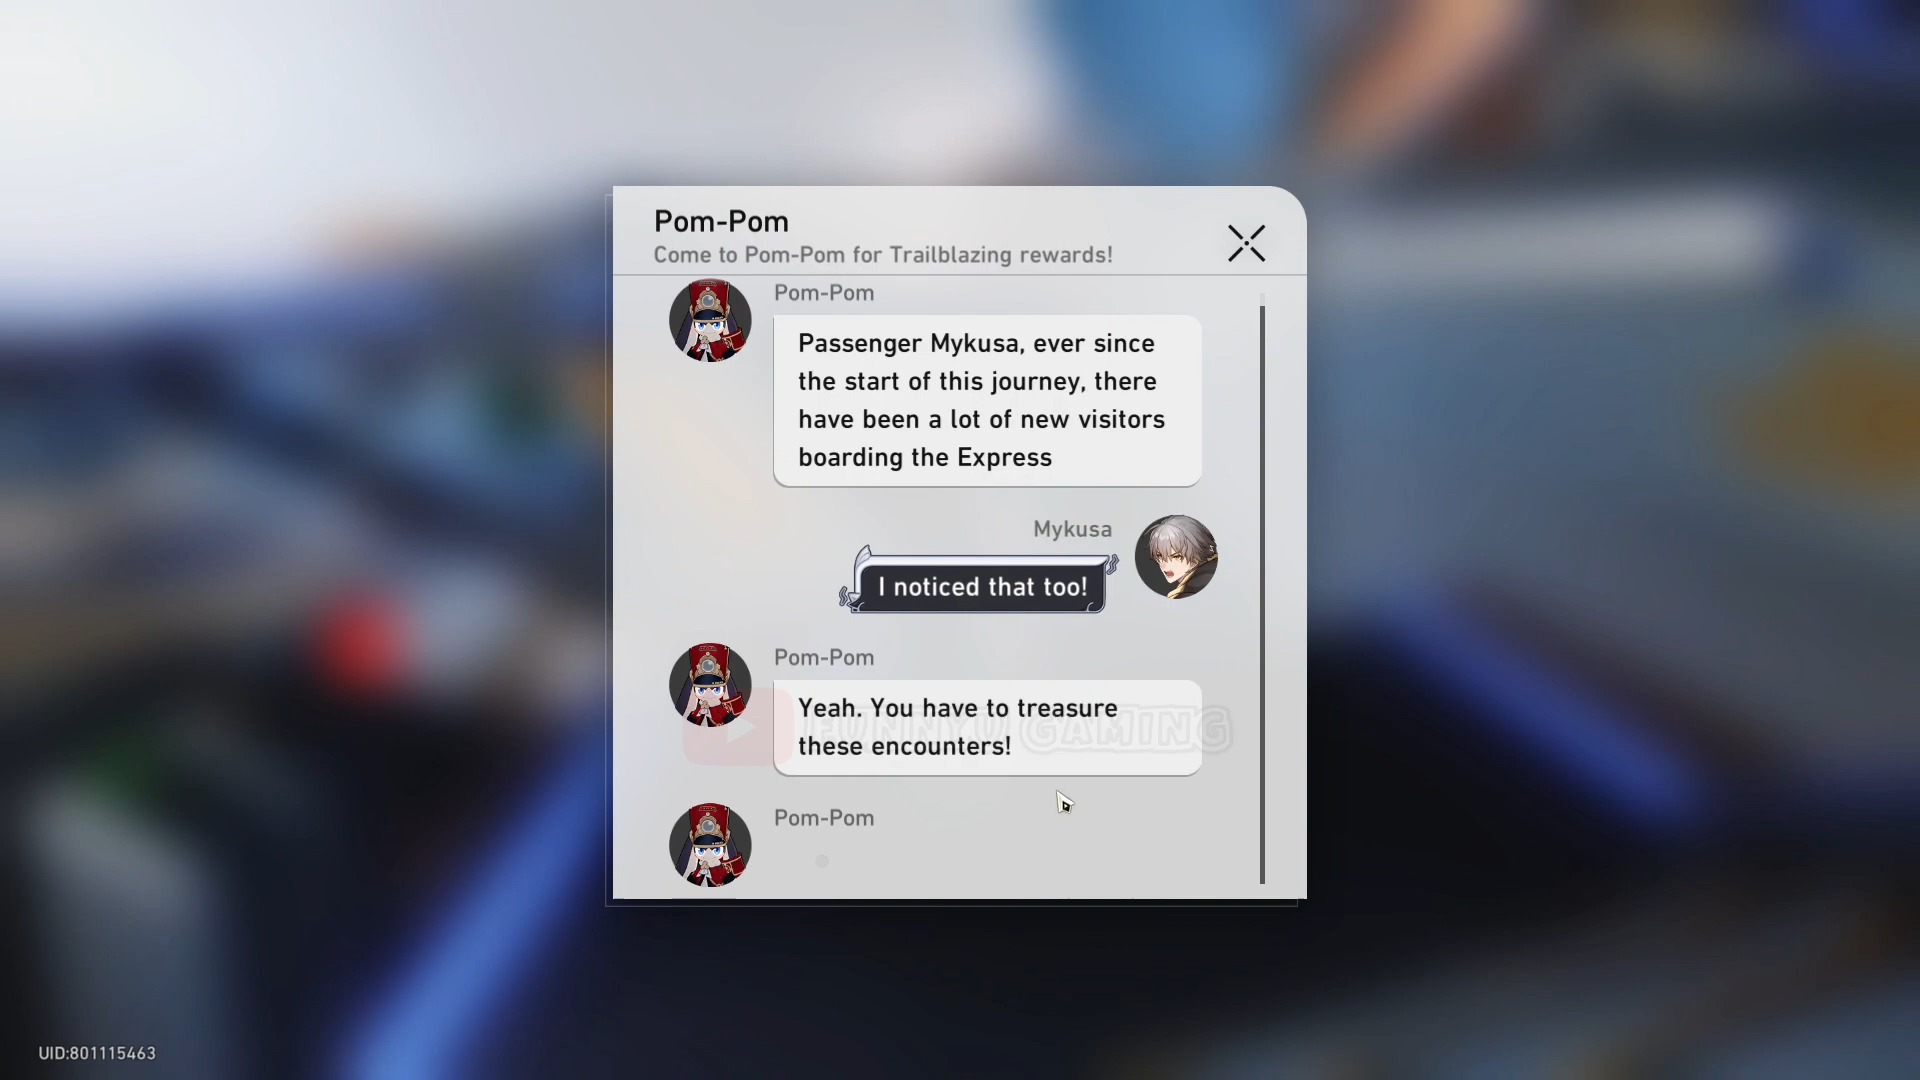 Pom-Pom
Come to Pom-Pom for Trailblazing rewards!
Pom-Pom
Passenger Mykusa, ever since
the start of this journey, there
have been a lot of new visitors
boarding the Express
Mykusa
I noticed that too!
Pom-Pom
Yeah. You have to treasure
these encounters!
FUNNYU GAMING
Pom-Pom
UID:801115463